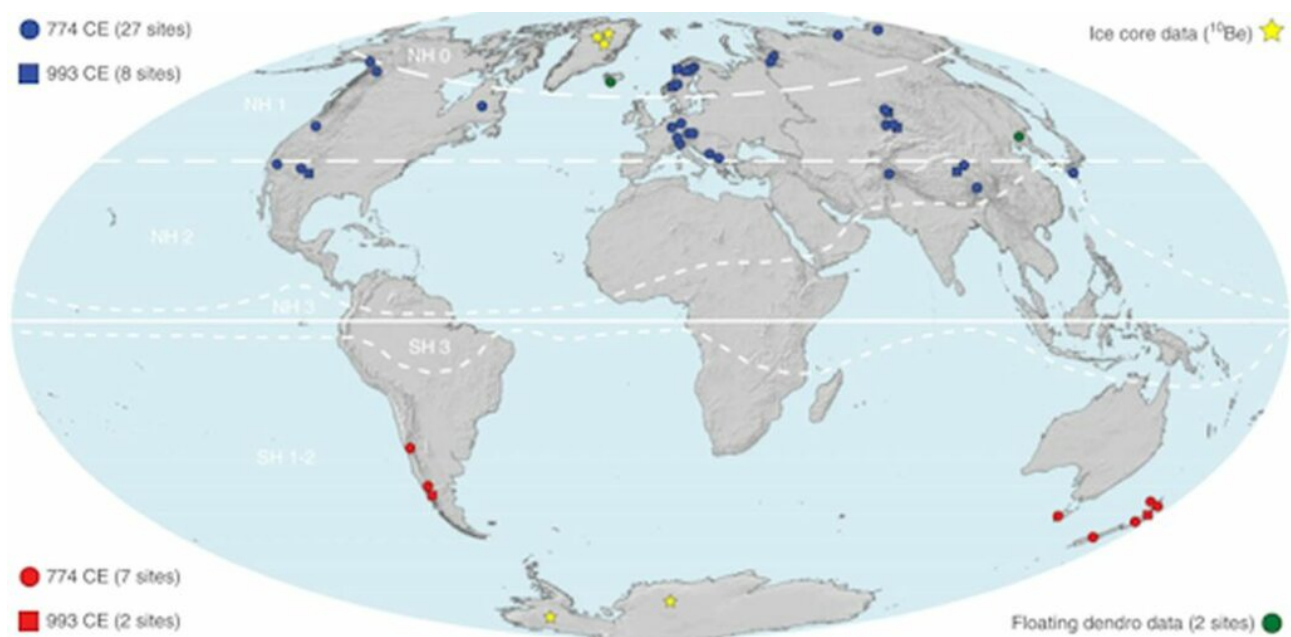 774 CE (27 sites)
Ice core data (¹⁰Be)
NH 0
993 CE (8 sites)
NH 1
NH 2
NH 3
SH 3
SH 1-2
774 CE (7 sites)
993 CE (2 sites)
Floating dendro data (2 sites)